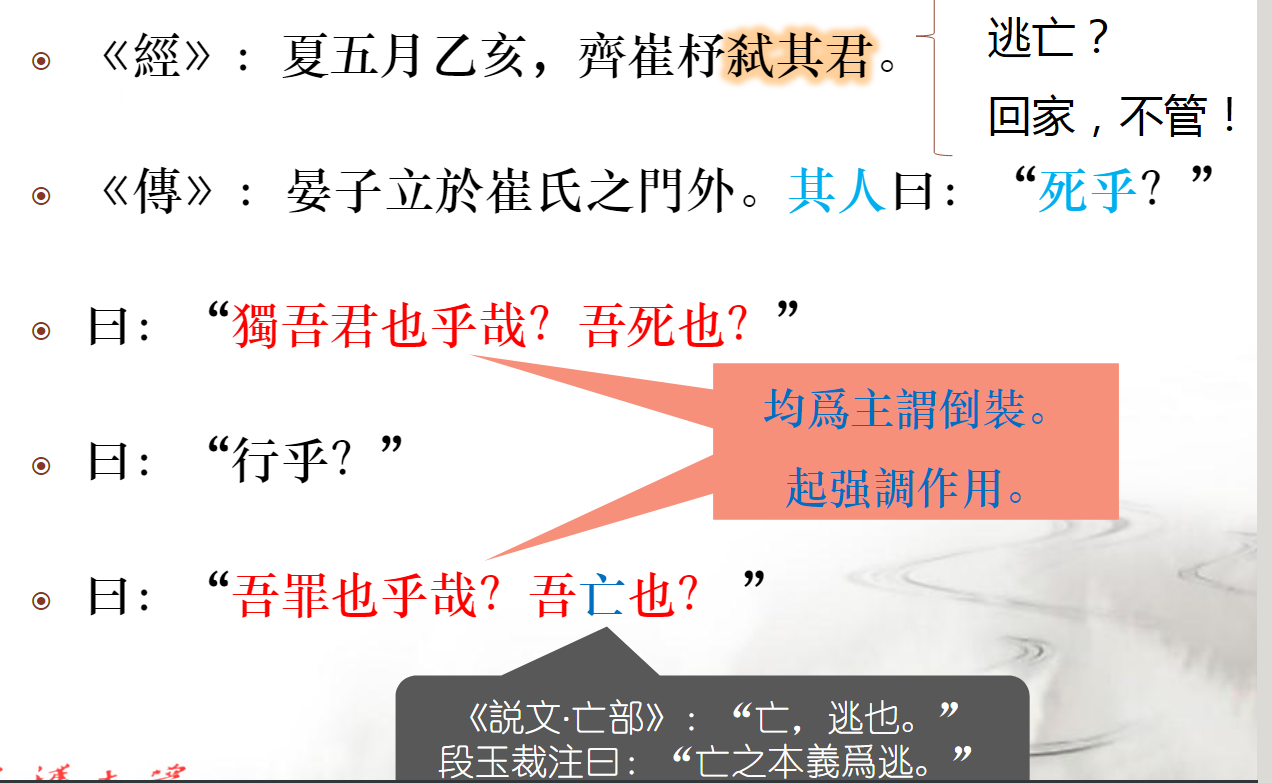 《經》：夏五月乙亥，齊崔杼弑其君。
逃亡？
回家，不管！
《傳》：晏子立於崔氏之門外。其人曰：“死乎？”
曰：“獨吾君也乎哉？吾死也？”
均爲主謂倒裝。
起强調作用。
曰：“行乎？”
曰：“吾罪也乎哉？吾亡也？”
《説文·亡部》：“亡，逃也。”
段玉裁注曰：“亡之本義爲逃。”